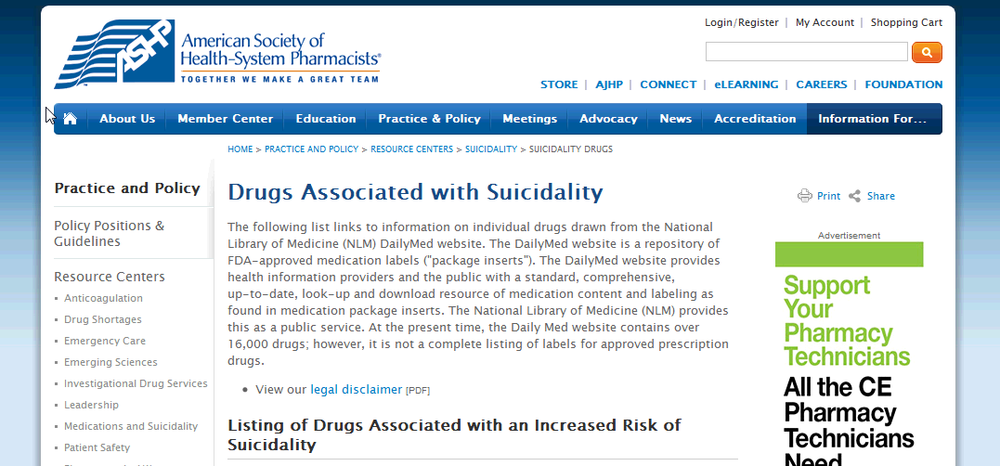 Login/Register | My Account | Shopping Cart
ASHP
American Society of
Health-System Pharmacists®
TOGETHER WE MAKE A GREAT TEAM
STORE | AJHP | CONNECT | eLEARNING | CAREERS | FOUNDATION
About Us Member Center Education Practice & Policy Meetings Advocacy News Accreditation Information For...
HOME > PRACTICE AND POLICY > RESOURCE CENTERS > SUICIDALITY > SUICIDALITY DRUGS
Practice and Policy
Policy Positions &
Guidelines
Resource Centers
Anticoagulation
Drug Shortages
Emergency Care
Emerging Sciences
Investigational Drug Services
Leadership
Medications and Suicidality
Patient Safety
Drugs Associated with Suicidality
The following list links to information on individual drugs drawn from the National
Library of Medicine (NLM) DailyMed website. The DailyMed website is a repository of
FDA-approved medication labels ("package inserts"). The DailyMed website provides
health information providers and the public with a standard, comprehensive,
up-to-date, look-up and download resource of medication content and labeling as
found in medication package inserts. The National Library of Medicine (NLM) provides
this as a public service. At the present time, the Daily Med website contains over
16,000 drugs; however, it is not a complete listing of labels for approved prescription
drugs.
• View our legal disclaimer [PDF]
Listing of Drugs Associated with an Increased Risk of
Suicidality
Print Share
Advertisement
Support
Your
Pharmacy
Technicians
All the CE
Pharmacy
Technicians
Need